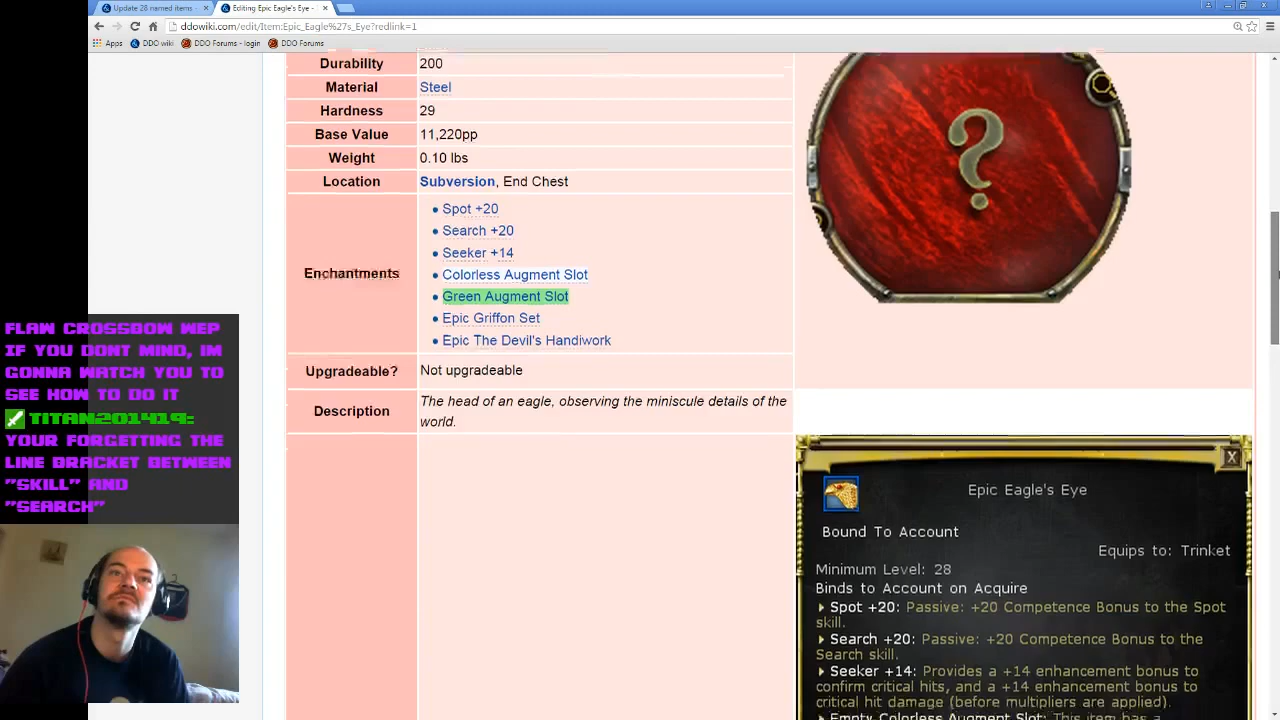 Update 28 named items -
Editing Epic Eagle's Eye -
ddowiki.com/edit/Item:Epic_Eagle%27s_Eye?redlink=1
Apps DDO wiki DDO Forums - login DDO Forums
Durability 200
Material Steel
Hardness 29
Base Value 11,220pp
Weight 0.10 lbs
Location Subversion, End Chest
Enchantments
Spot +20
Search +20
Seeker +14
Colorless Augment Slot
Green Augment Slot
Epic Griffon Set
Epic The Devil's Handiwork
Upgradeable? Not upgradeable
Description The head of an eagle, observing the miniscule details of the
world.
?
X
Epic Eagle's Eye
Bound To Account
Equips to: Trinket
Minimum Level: 28
Binds to Account on Acquire
Spot +20: Passive: +20 Competence Bonus to the Spot
skill.
Search +20: Passive: +20 Competence Bonus to the
Search skill.
Seeker +14: Provides a +14 enhancement bonus to
confirm critical hits, and a +14 enhancement bonus to
critical hit damage (before multipliers are applied).
Empty Colorless Augment Slot: This item has a
FLAW CROSSBOW WEP
IF YOU DONT MIND, IM
GONNA WATCH YOU TO
SEE HOW TO DO IT
TITAN201419:
YOUR FORGETTING THE
LINE BRACKET BETWEEN
"SKILL" AND
"SEARCH"